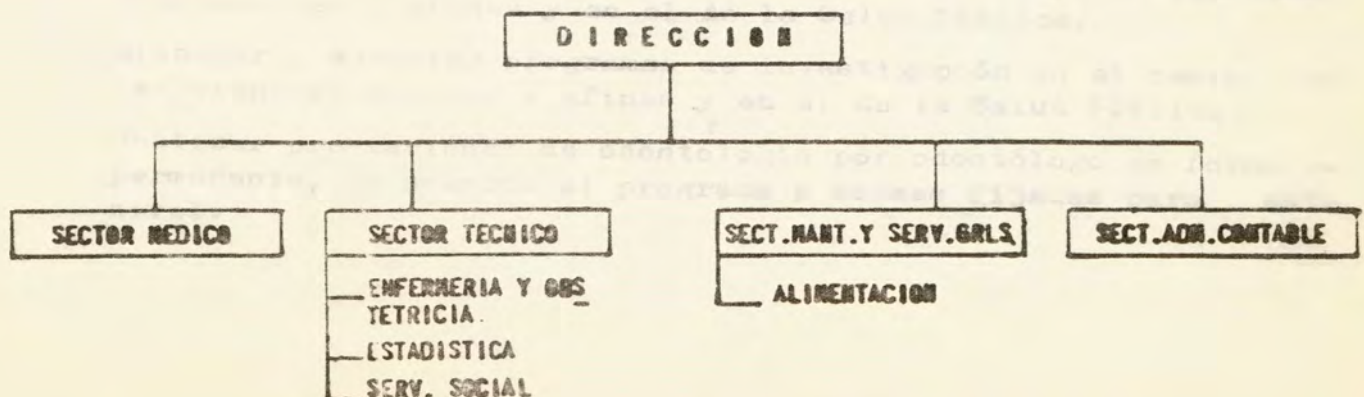 DIRECCION
SECTOR MEDICO
SECTOR TECNICO
SECT.MANT.Y SERV.GRLS.
SECT.ADM.CONTABLE
ENFERMERIA Y OBS
TETRICIA.
ESTADISTICA
SERV. SOCIAL
ALIMENTACION